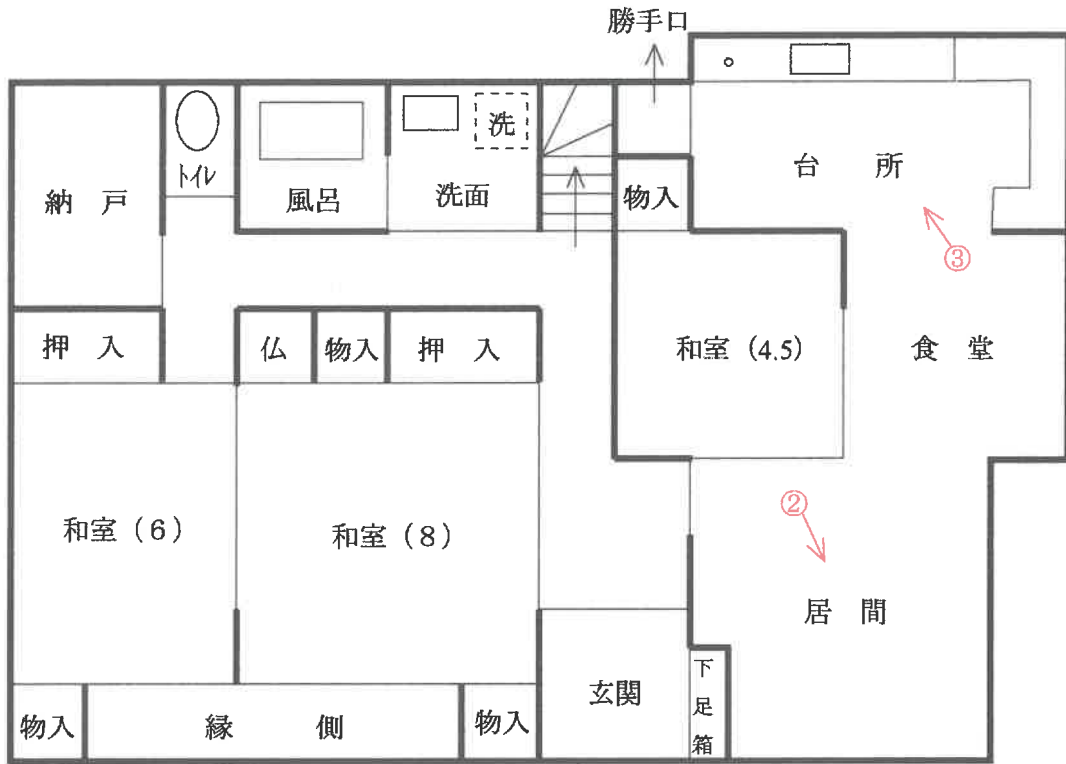 勝手口
洗
トイレ
台所
納戸
風呂
洗面
物入
③
押入
仏
物入
押入
和室(4.5)
食堂
②
和室(6)
和室(8)
居間
下足箱
玄関
物入
縁側
物入